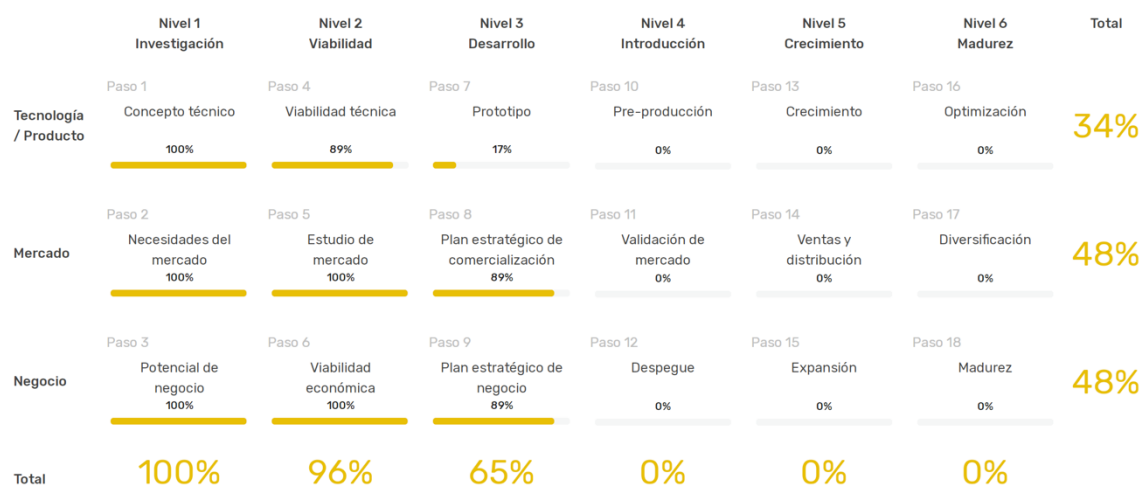 Nivel 1 Nivel 2 Nivel 3 Nivel 4 Nivel 5 Nivel 6 Total
Investigación Viabilidad Desarrollo Introducción Crecimiento Madurez
Paso 1 Paso 4 Paso 7 Paso 10 Paso 13 Paso 16
Tecnología / Producto
Concepto técnico Viabilidad técnica Prototipo Pre-producción Crecimiento Optimización
34%
100% 89% 17% 0% 0% 0%
Paso 2 Paso 5 Paso 8 Paso 11 Paso 14 Paso 17
Necesidades del Estudio de Plan estratégico de Validación de Ventas y Diversificación
Mercado mercado mercado comercialización mercado distribución 48%
100% 100% 89% 0% 0% 0%
Paso 3 Paso 6 Paso 9 Paso 12 Paso 15 Paso 18
Potencial de Viabilidad Plan estratégico de Despegue Expansión Madurez
Negocio negocio económica negocio 48%
100% 100% 89% 0% 0% 0%
Total 100% 96% 65% 0% 0% 0%